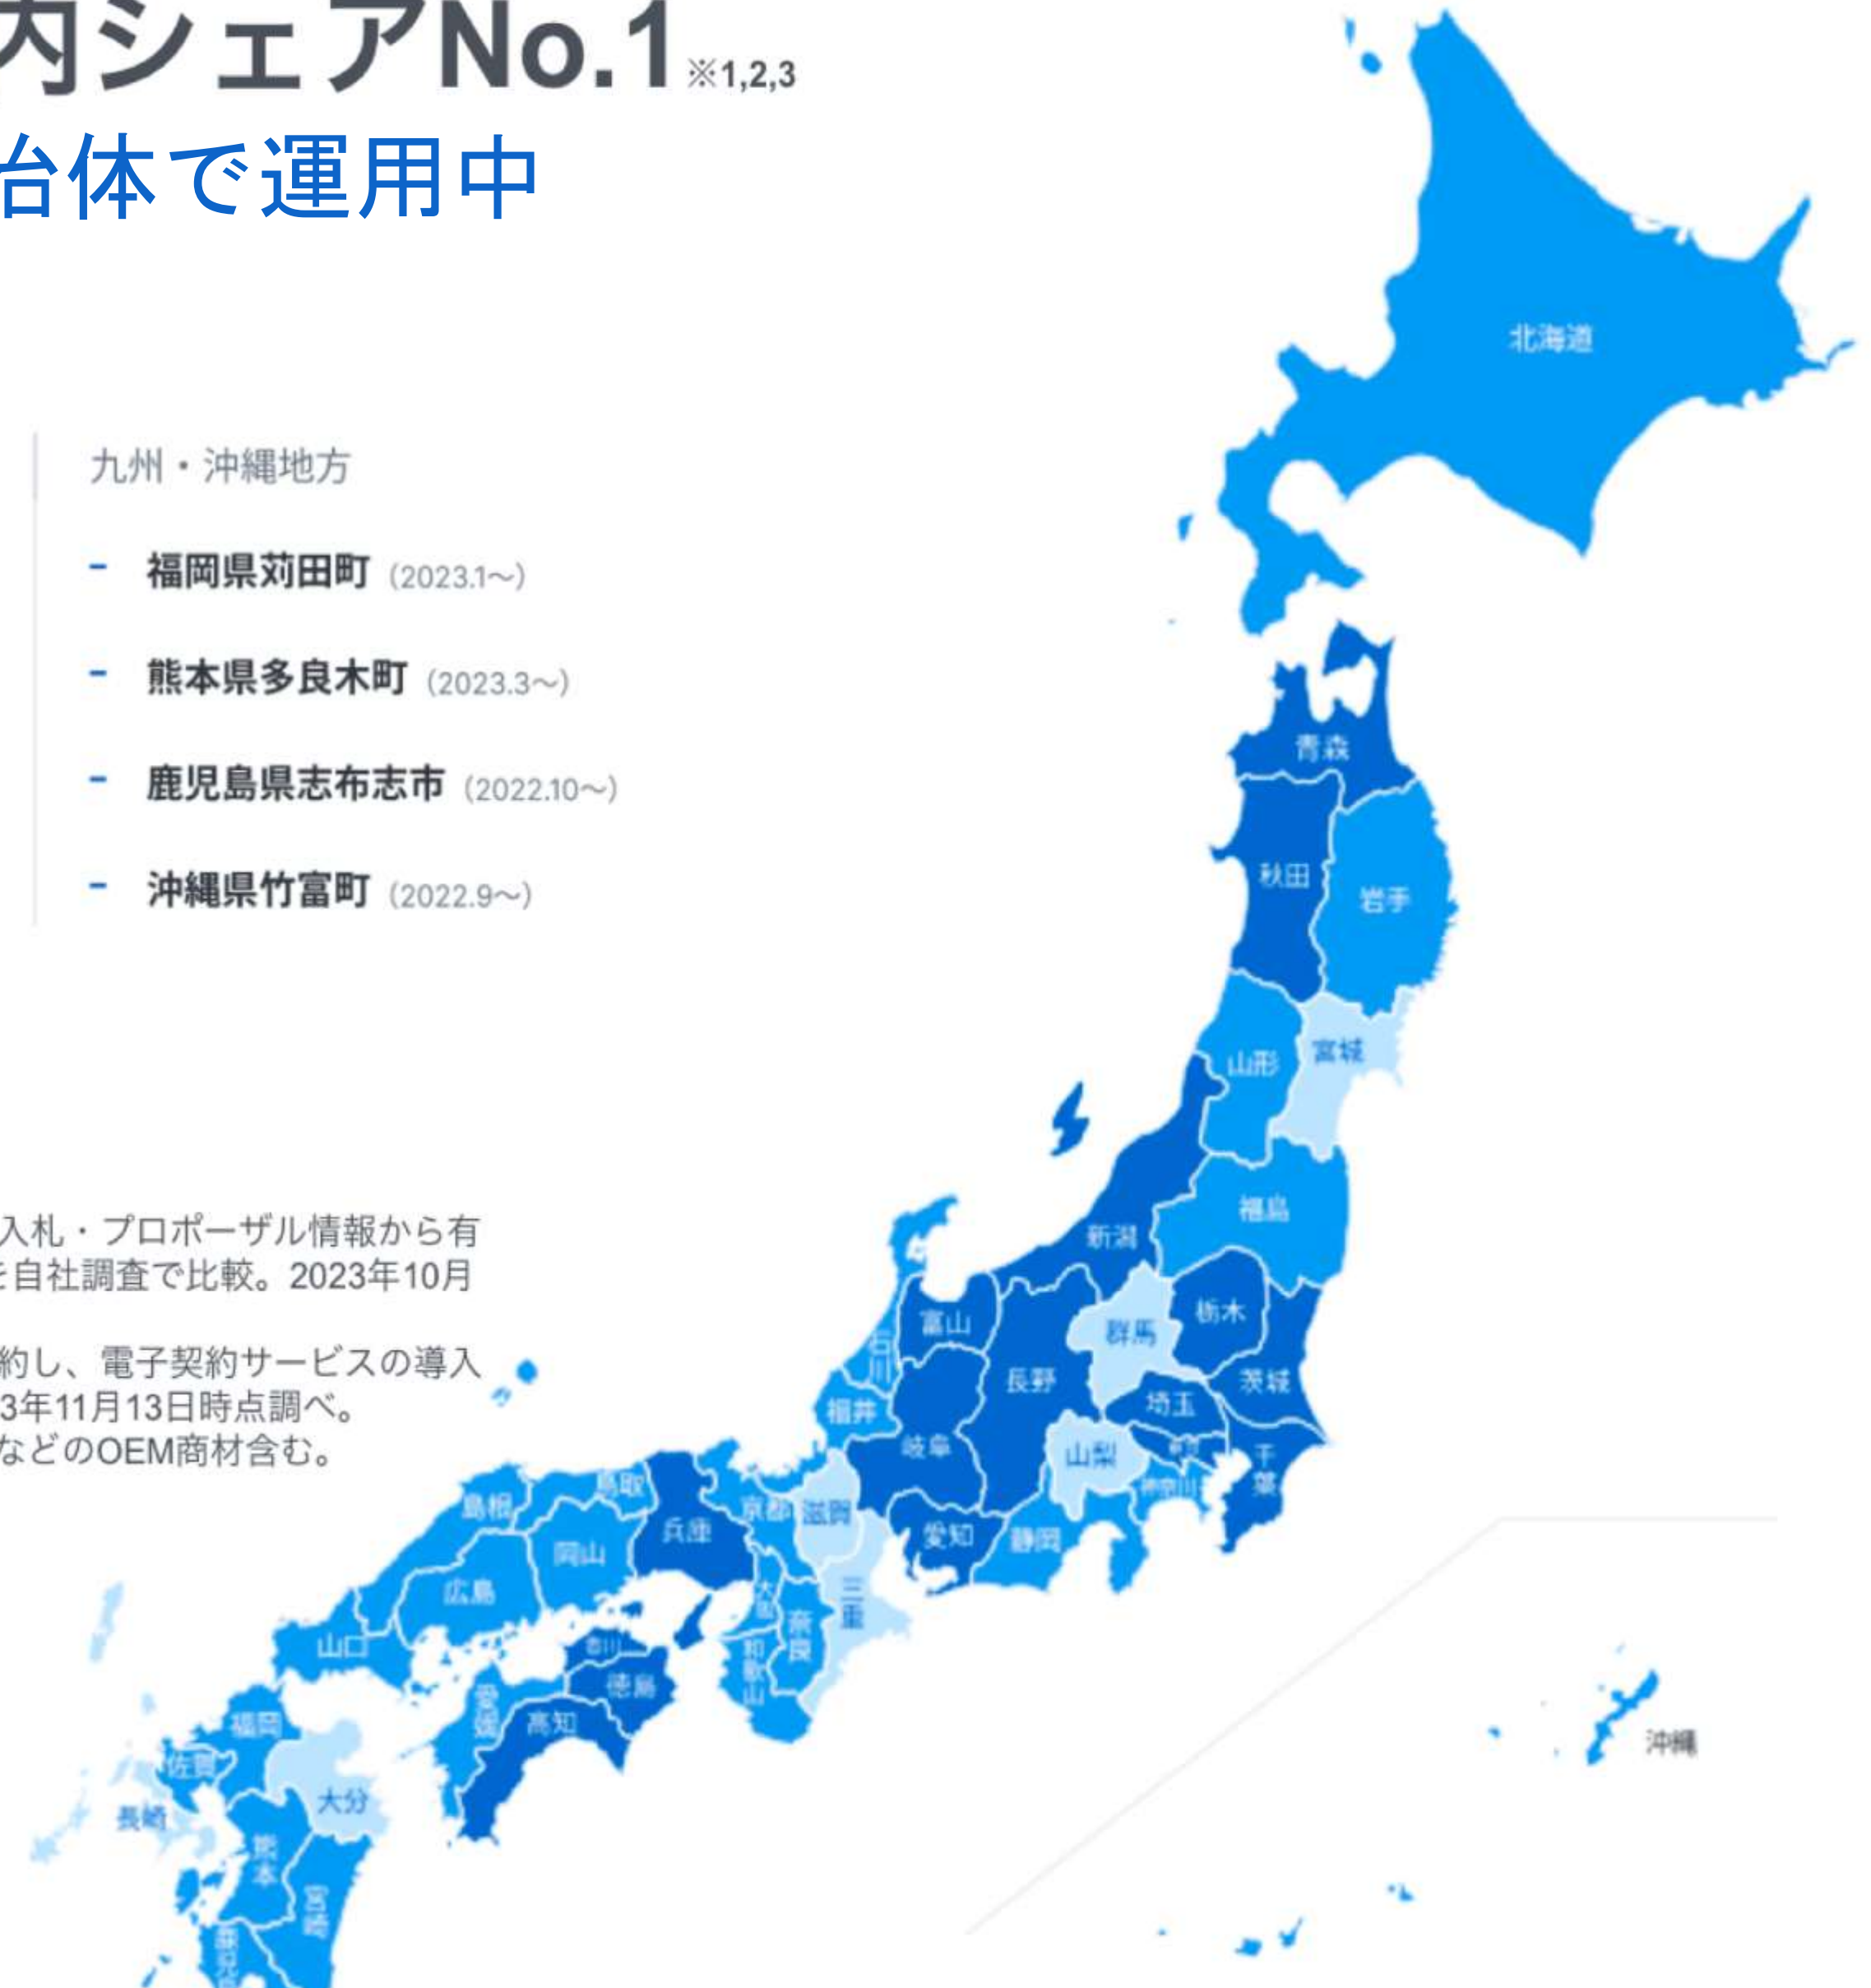 内シェアNo.1 ※1,2,3
台体で運用中
九州・沖縄地方
- 福岡県苅田町（2023.1〜）
- 熊本県多良木町（2023.3〜）
- 鹿児島県志布志市（2022.10〜）
- 沖縄県竹富町（2022.9〜）
入札・プロポーザル情報から有
を自社調査で比較。2023年10月
約し、電子契約サービスの導入
3年11月13日時点調べ。
などのOEM商材含む。
北海道
青森
秋田
岩手
山形
宮城
福島
新潟
栃木
群馬
富山
石川
長野
茨城
埼玉
福井
岐阜
山梨
東京
千葉
神奈川
愛知
静岡
滋賀
京都
三重
兵庫
鳥取
島根
岡山
広島
大阪
奈良
和歌山
山口
香川
徳島
愛媛
高知
福岡
佐賀
大分
長崎
熊本
宮崎
鹿児島
沖縄